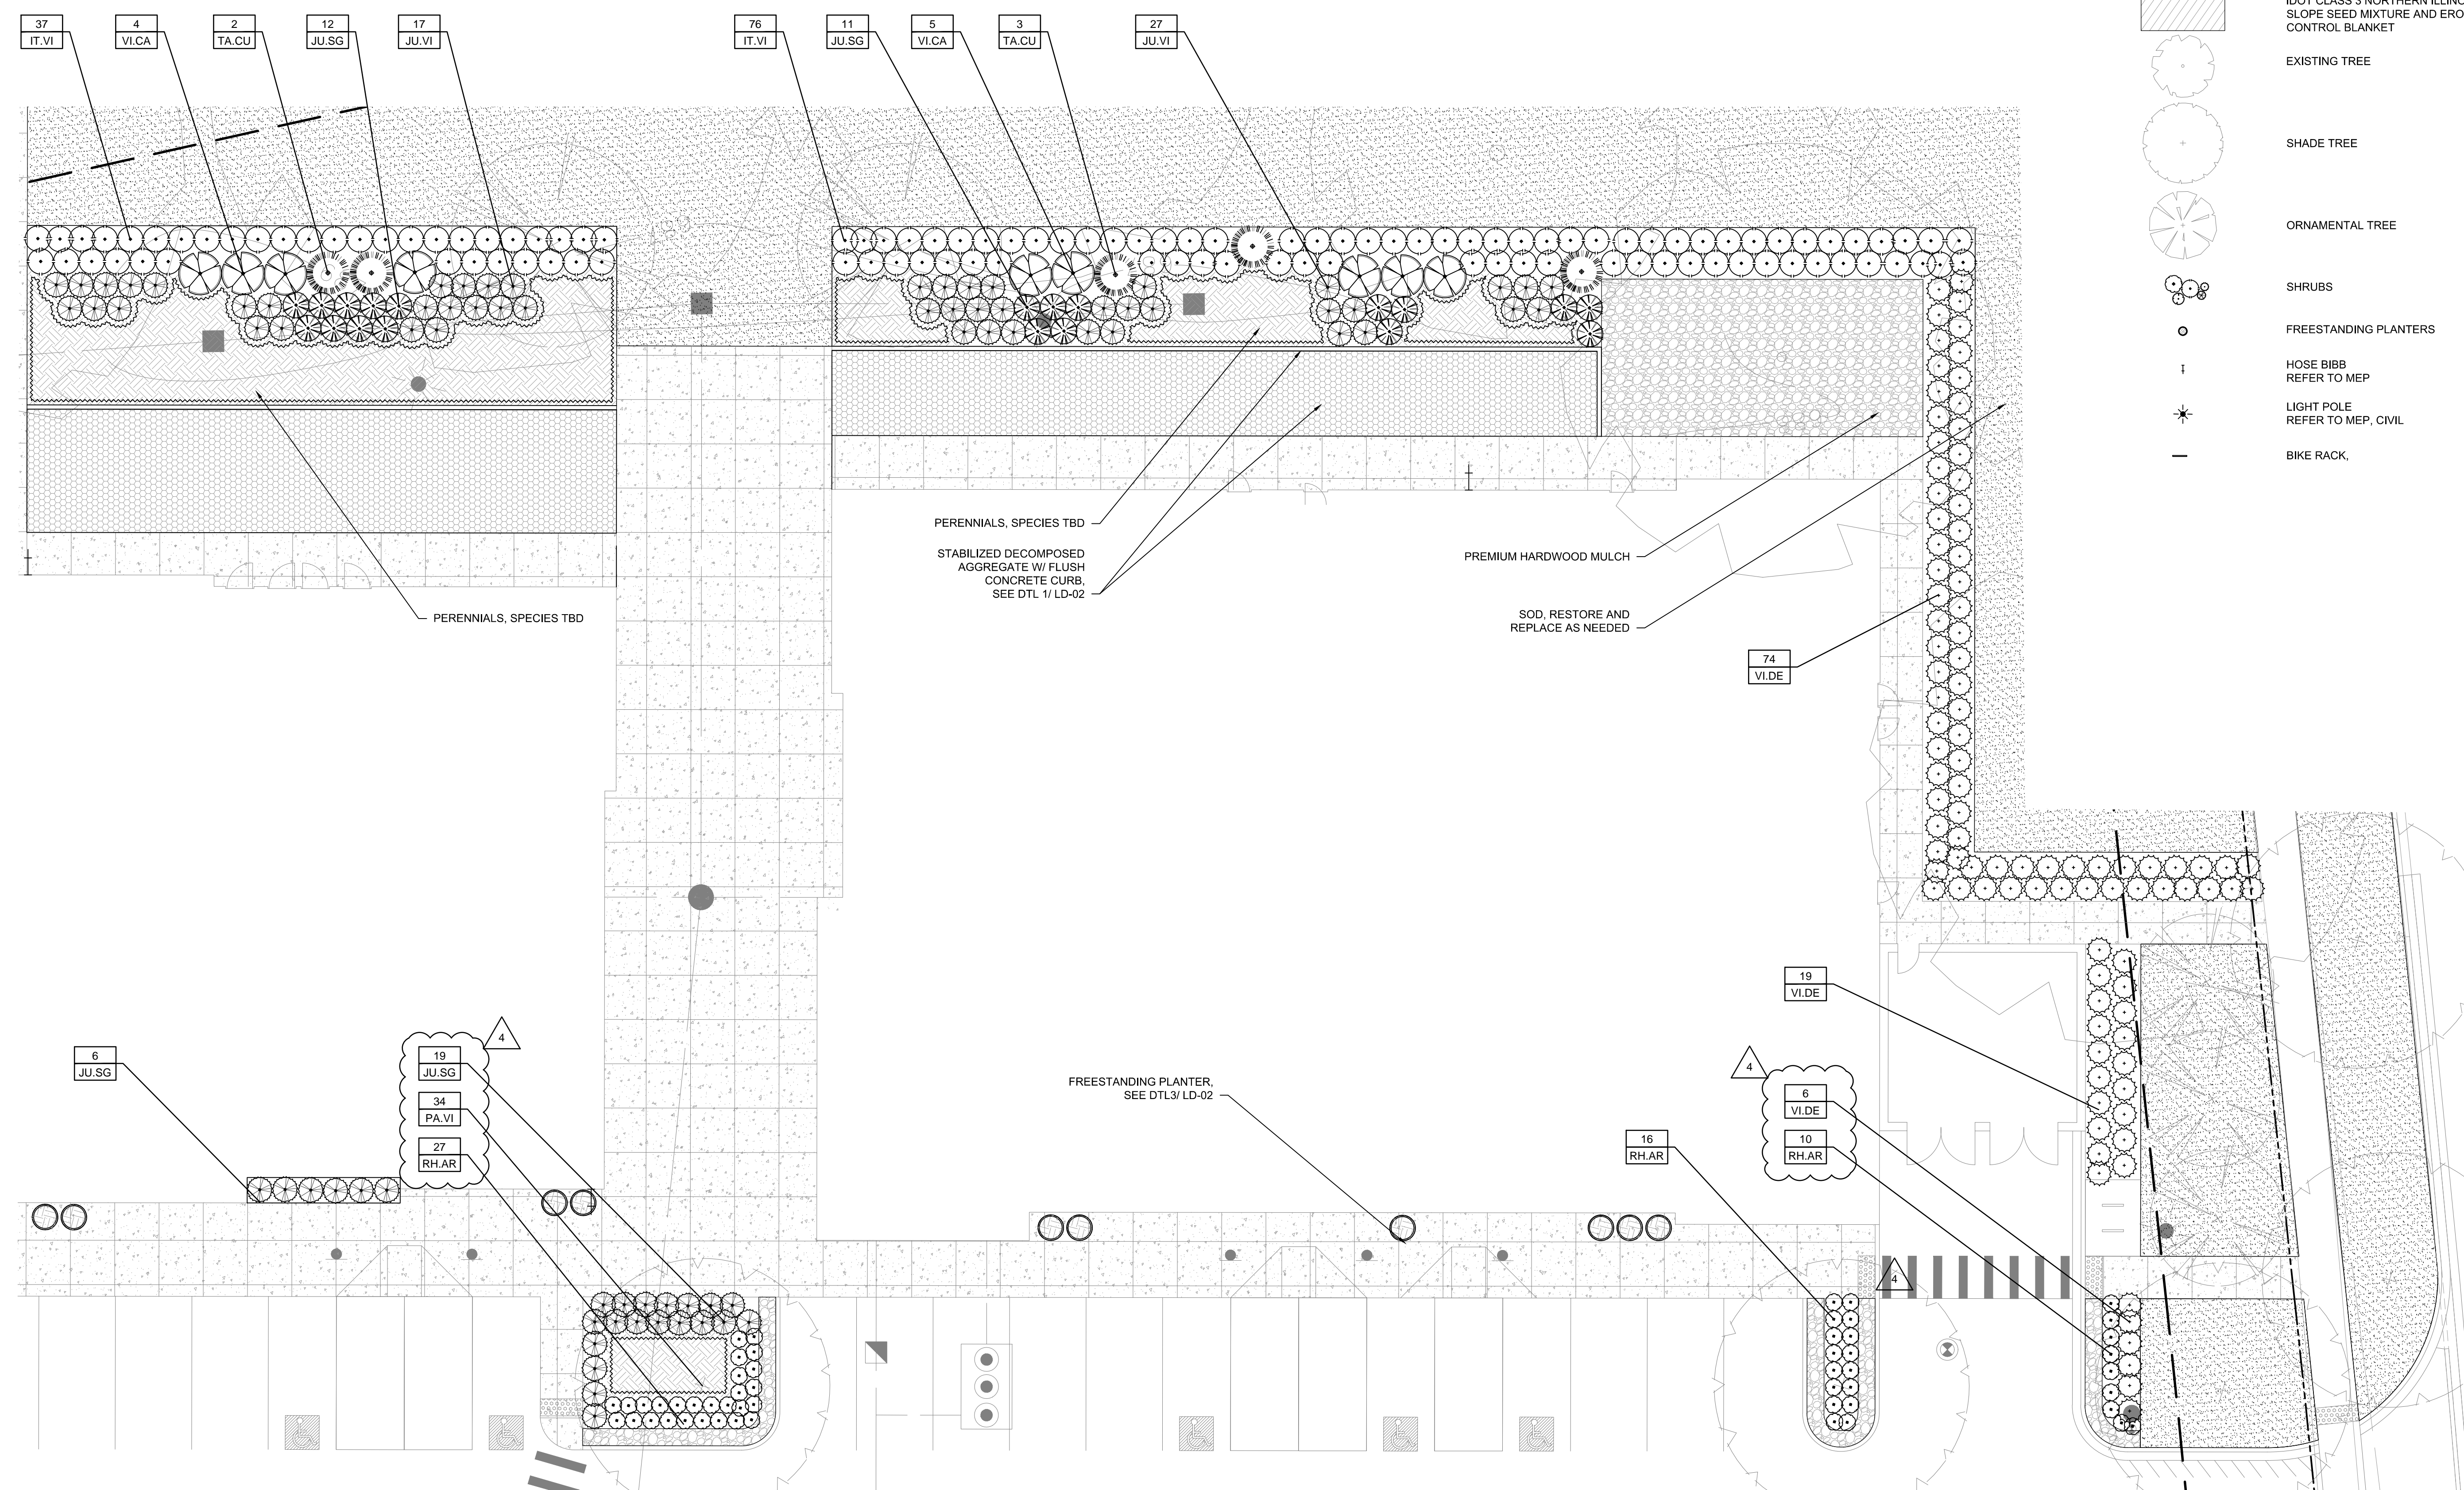 37
IT.VI
4
VI.CA
2
TA.CU
12
JU.SG
17
JU.VI
76
IT.VI
11
JU.SG
5
VI.CA
3
TA.CU
27
JU.VI
SLOPE SEED MIXTURE AND ERO
CONTROL BLANKET
EXISTING TREE
SHADE TREE
ORNAMENTAL TREE
SHRUBS
FREESTANDING PLANTERS
HOSE BIBB
REFER TO MEP
LIGHT POLE
REFER TO MEP, CIVIL
BIKE RACK,
PERENNIALS, SPECIES TBD
STABILIZED DECOMPOSED
AGGREGATE W/ FLUSH
CONCRETE CURB,
SEE DTL 1/ LD-02
PREMIUM HARDWOOD MULCH
SOD, RESTORE AND
REPLACE AS NEEDED
PERENNIALS, SPECIES TBD
74
VI.DE
19
VI.DE
6
JU.SG
4
19
JU.SG
34
PA.VI
27
RH.AR
FREESTANDING PLANTER,
SEE DTL3/ LD-02
16
RH.AR
4
6
VI.DE
10
RH.AR
4